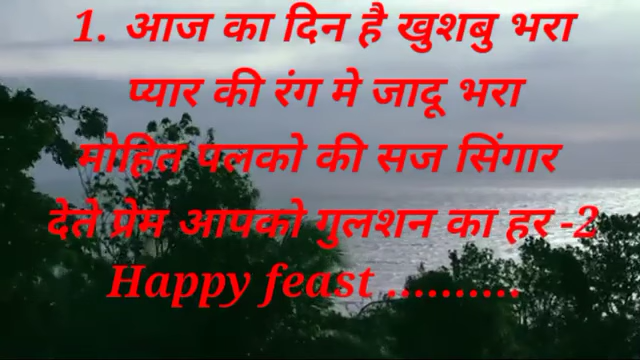 1. आज का दिन है खुशबु भरा
प्यार की रंग मे जादू भरा
मोहित पलको की सज सिंगार
देते प्रेम आपको गुलशन का हर -2
Happy feast ..........